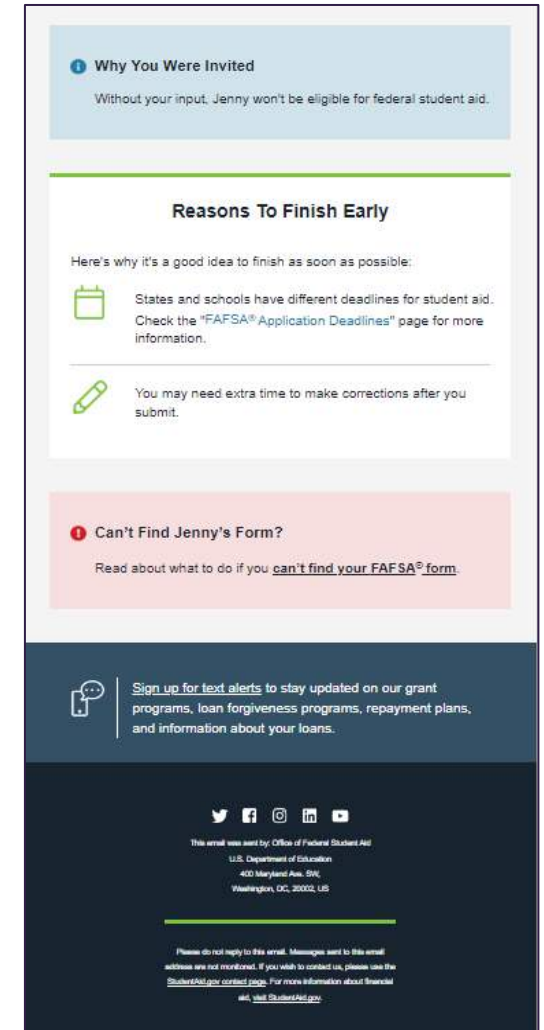 Why You Were Invited
Without your input, Jenny won't be eligible for federal student aid.
Reasons To Finish Early
Here's why it's a good idea to finish as soon as possible:
States and schools have different deadlines for student aid.
Check the "FAFSA® Application Deadlines" page for more
information.
You may need extra time to make corrections after you
submit.
Can't Find Jenny's Form?
Read about what to do if you can't find your FAFSA® form.
Sign up for text alerts to stay updated on our grant
programs, loan forgiveness programs, repayment plans,
and information about your loans.
This email was sent by: Office of Federal Student Aid
U.S. Department of Education
400 Maryland Ave. SW,
Washington, DC, 20002, US
Please do not reply to this email. Messages sent to this email
address are not monitored. If you wish to contact us, please use the
StudentAid.gov contact page. For more information about financial
aid, visit StudentAid.gov.